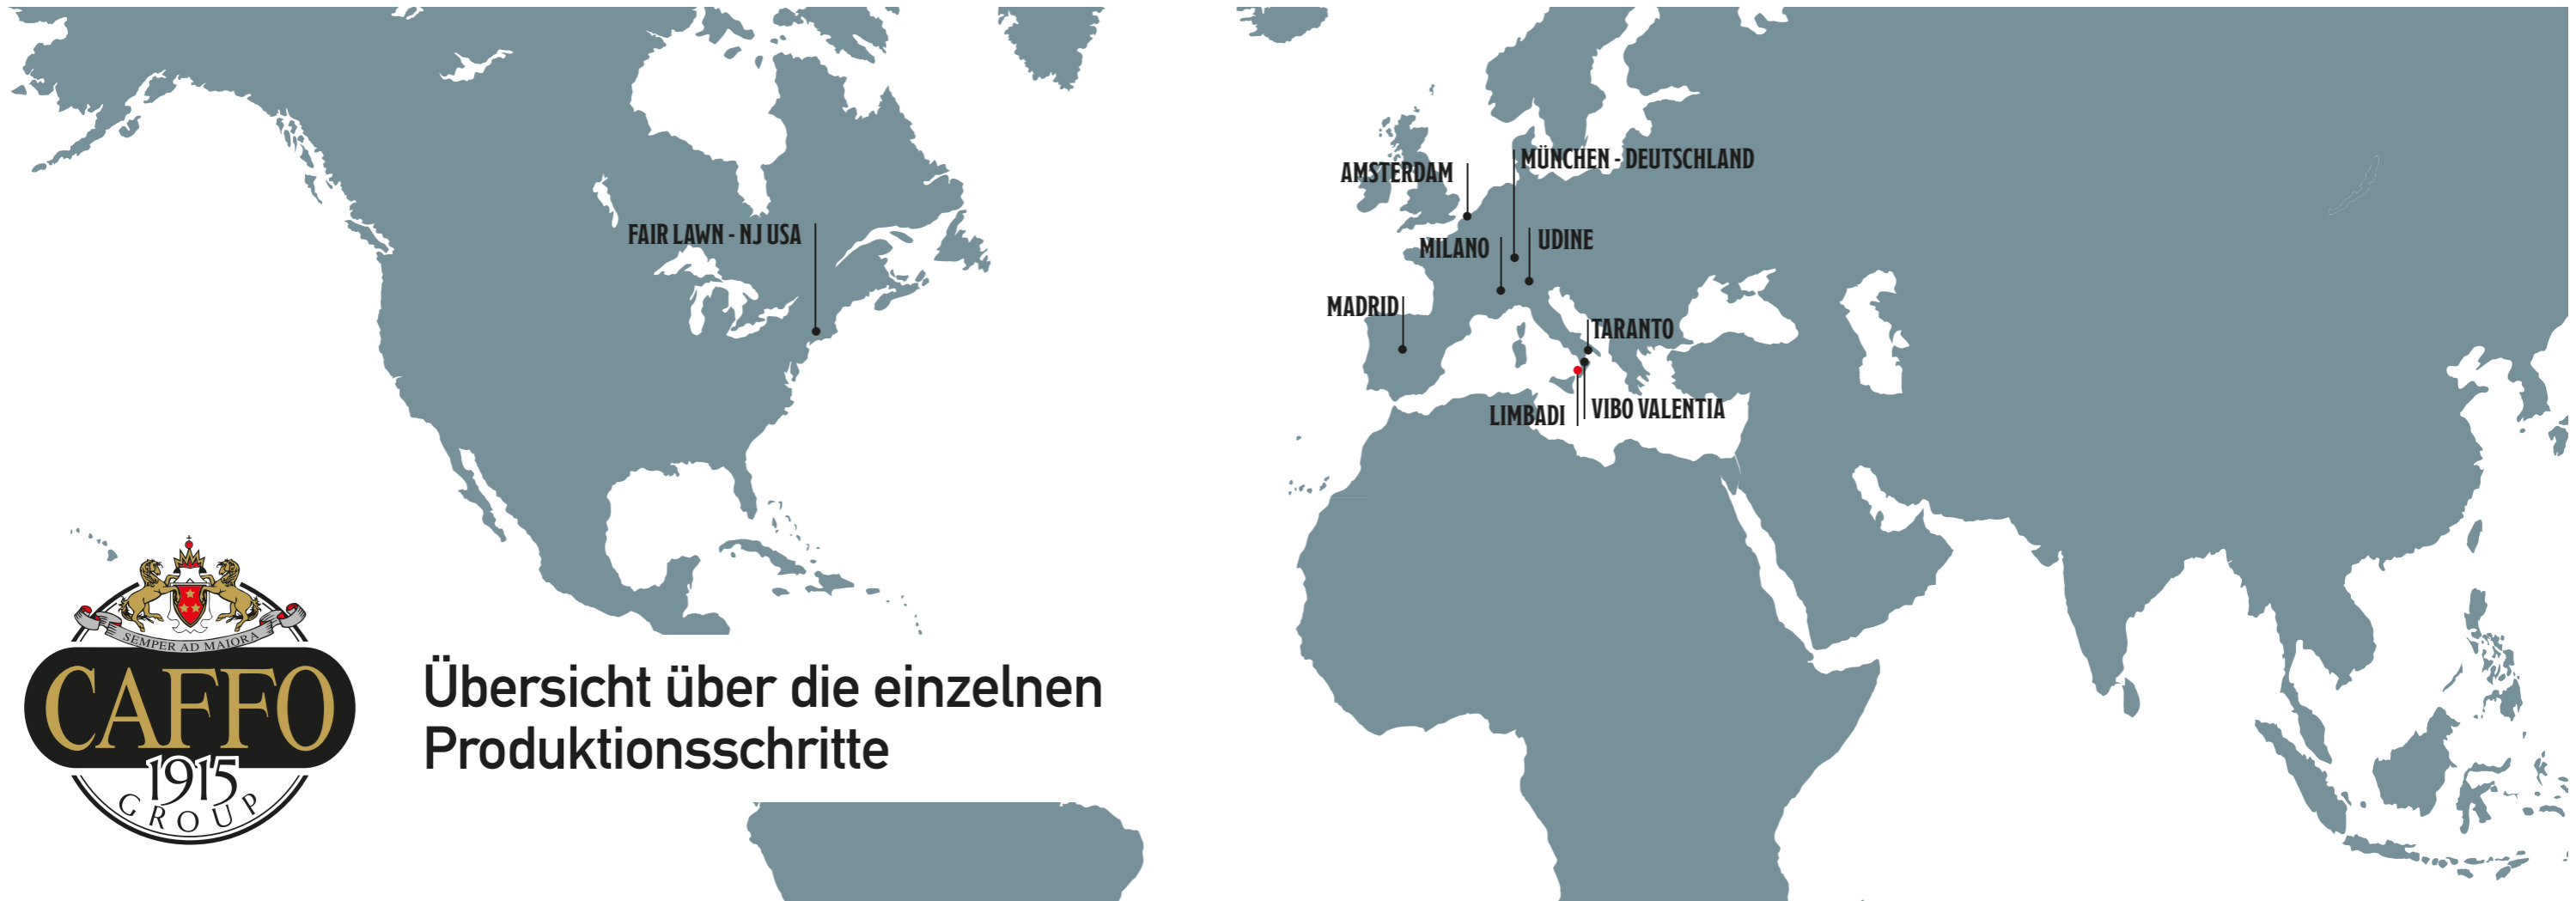 AMSTERDAM
MÜNCHEN - DEUTSCHLAND
FAIR LAWN - NJ USA
MILANO
UDINE
MADRID
TARANTO
LIMBADI
VIBO VALENTIA
SEMPER AD MAIORA
CAFFO
1915
GROUP
Übersicht über die einzelnen
Produktionsschritte